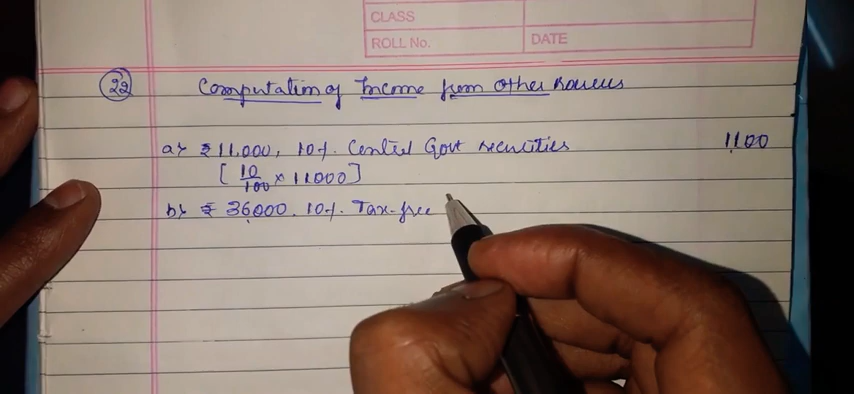 CLASS
ROLL No. DATE
22 Computation of Income from other Sources
a> ₹ 11,000, 10%. Central Govt securities 1100
[10/100 × 11000]
b> ₹ 36,000. 10%. Tax-free